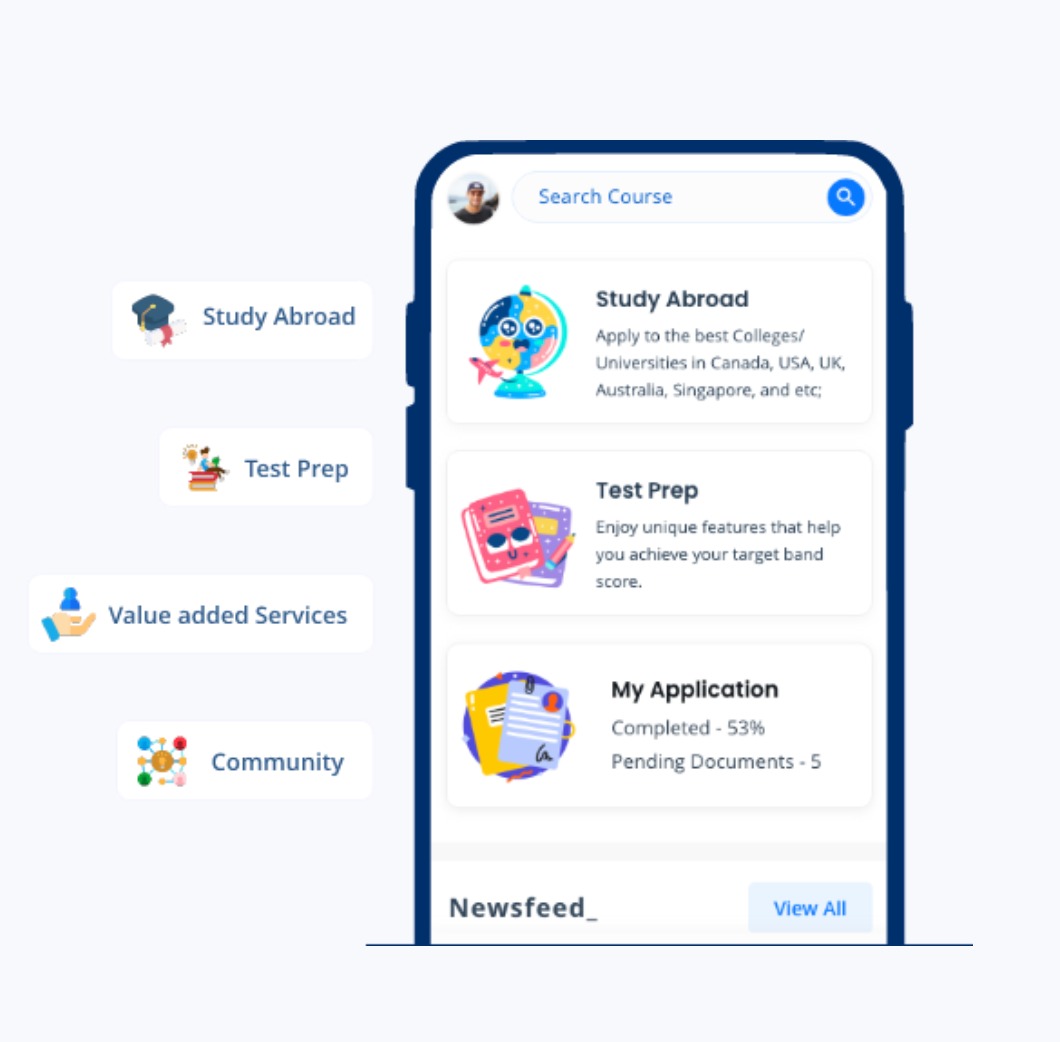 Search Course
Study Abroad
Apply to the best Colleges/
Universities in Canada, USA, UK,
Australia, Singapore, and etc;
Test Prep
Enjoy unique features that help
you achieve your target band
score.
My Application
Completed - 53%
Pending Documents - 5
Newsfeed_
View All
Study Abroad
Test Prep
Value added Services
Community